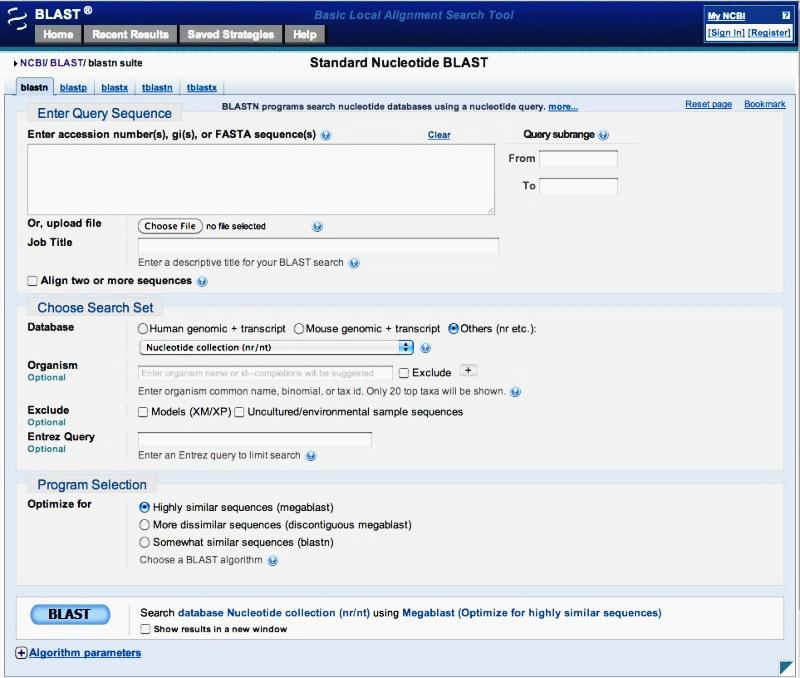 BLAST ®
Basic Local Alignment Search Tool
My NCBI ?
[Sign In] [Register]
Home Recent Results Saved Strategies Help
NCBI/ BLAST/ blastn suite
Standard Nucleotide BLAST
blastn blastp blastx tblastn tblastx
BLASTN programs search nucleotide databases using a nucleotide query. more...
Reset page Bookmark
Enter Query Sequence
Enter accession number(s), gi(s), or FASTA sequence(s) Clear Query subrange
From
To
Or, upload file Choose File no file selected
Job Title
Enter a descriptive title for your BLAST search
Align two or more sequences
Choose Search Set
Database Human genomic + transcript Mouse genomic + transcript Others (nr etc.):
Nucleotide collection (nr/nt)
Organism
Optional
Enter organism name or id--completions will be suggested Exclude +
Enter organism common name, binomial, or tax id. Only 20 top taxa will be shown.
Exclude
Optional
Models (XM/XP) Uncultured/environmental sample sequences
Entrez Query
Optional
Enter an Entrez query to limit search
Program Selection
Optimize for
Highly similar sequences (megablast)
More dissimilar sequences (discontiguous megablast)
Somewhat similar sequences (blastn)
Choose a BLAST algorithm
BLAST
Search database Nucleotide collection (nr/nt) using Megablast (Optimize for highly similar sequences)
Show results in a new window
+ Algorithm parameters